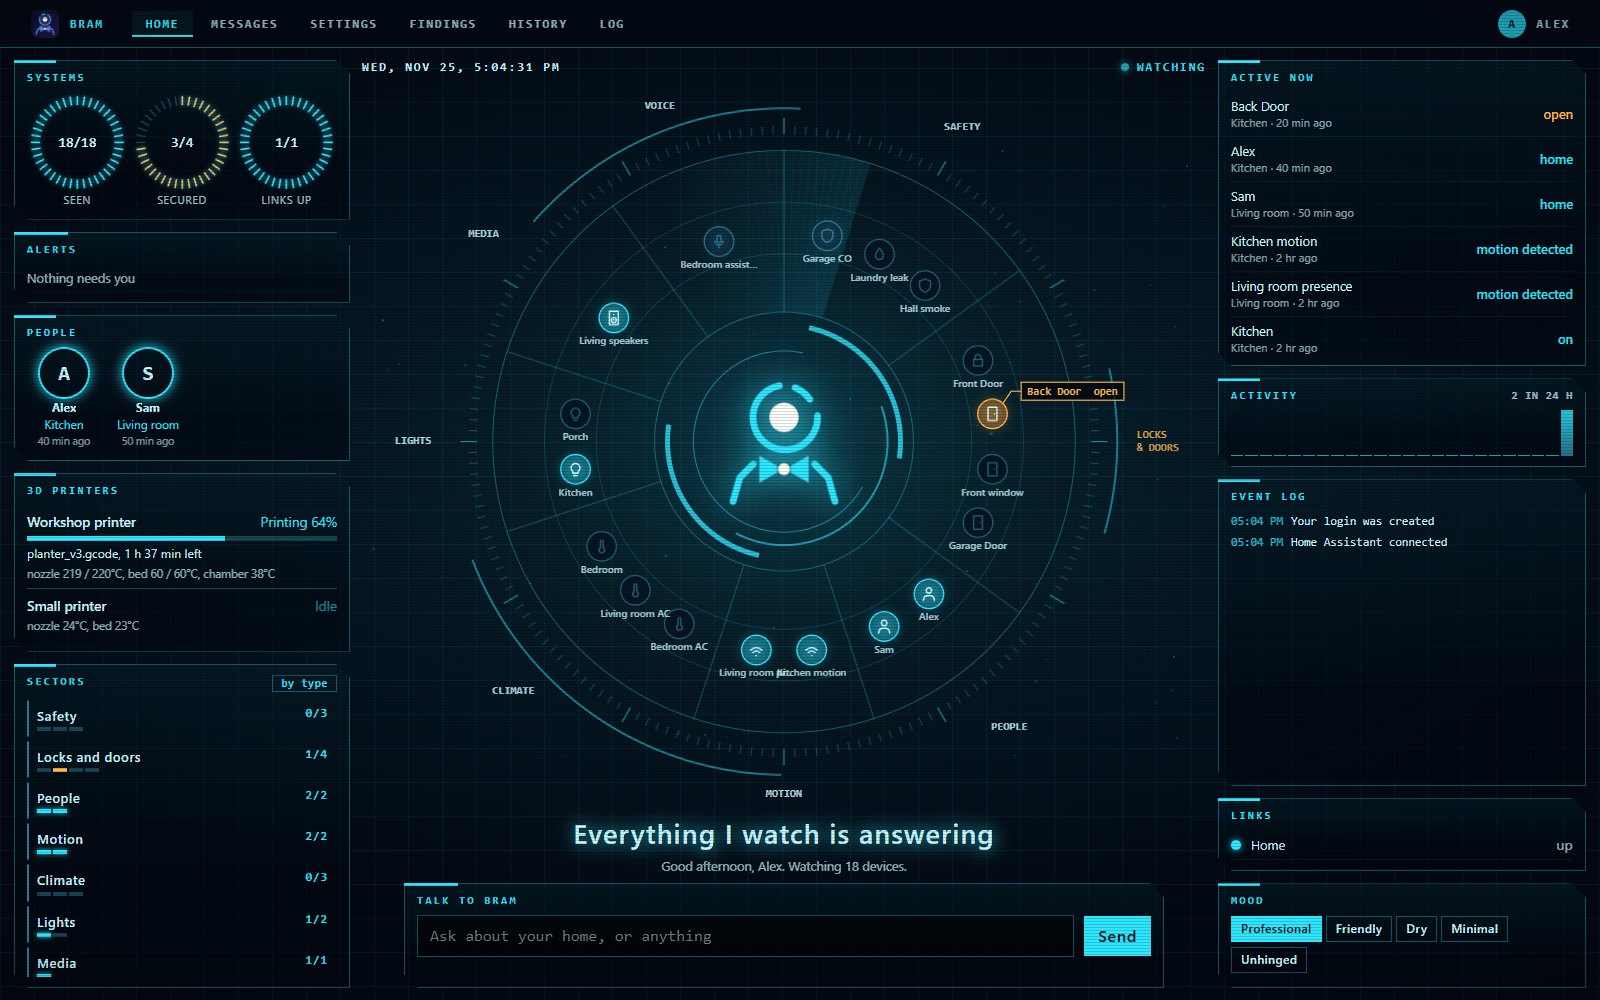 BRAM
HOME
MESSAGES
SETTINGS
FINDINGS
HISTORY
LOG
A
ALEX
SYSTEMS
18/18
3/4
1/1
SEEN
SECURED
LINKS UP
ALERTS
Nothing needs you
PEOPLE
A
S
Alex
Sam
Kitchen
Living room
40 min ago
50 min ago
3D PRINTERS
Workshop printer
Printing 64%
planter_v3.gcode, 1 h 37 min left
nozzle 219 / 220°C, bed 60 / 60°C, chamber 38°C
Small printer
Idle
nozzle 24°C, bed 23°C
SECTORS
by type
Safety
0/3
Locks and doors
1/4
People
2/2
Motion
2/2
Climate
0/3
Lights
1/2
Media
1/1
WED, NOV 25, 5:04:31 PM
WATCHING
VOICE
SAFETY
MEDIA
Bedroom assist...
Garage CO
Laundry leak
Hall smoke
Living speakers
Front Door
Back Door open
Porch
LIGHTS
LOCKS
& DOORS
Kitchen
Front window
Garage Door
Bedroom
Living room AC
Bedroom AC
Alex
Sam
Living room
Kitchen motion
CLIMATE
PEOPLE
MOTION
Everything I watch is answering
Good afternoon, Alex. Watching 18 devices.
TALK TO BRAM
Ask about your home, or anything
Send
ACTIVE NOW
Back Door
Kitchen · 20 min ago
open
Alex
Kitchen · 40 min ago
home
Sam
Living room · 50 min ago
home
Kitchen motion
Kitchen · 2 hr ago
motion detected
Living room presence
Living room · 2 hr ago
motion detected
Kitchen
Kitchen · 2 hr ago
on
ACTIVITY
2 IN 24 H
EVENT LOG
05:04 PM Your login was created
05:04 PM Home Assistant connected
LINKS
Home
up
MOOD
Professional
Friendly
Dry
Minimal
Unhinged